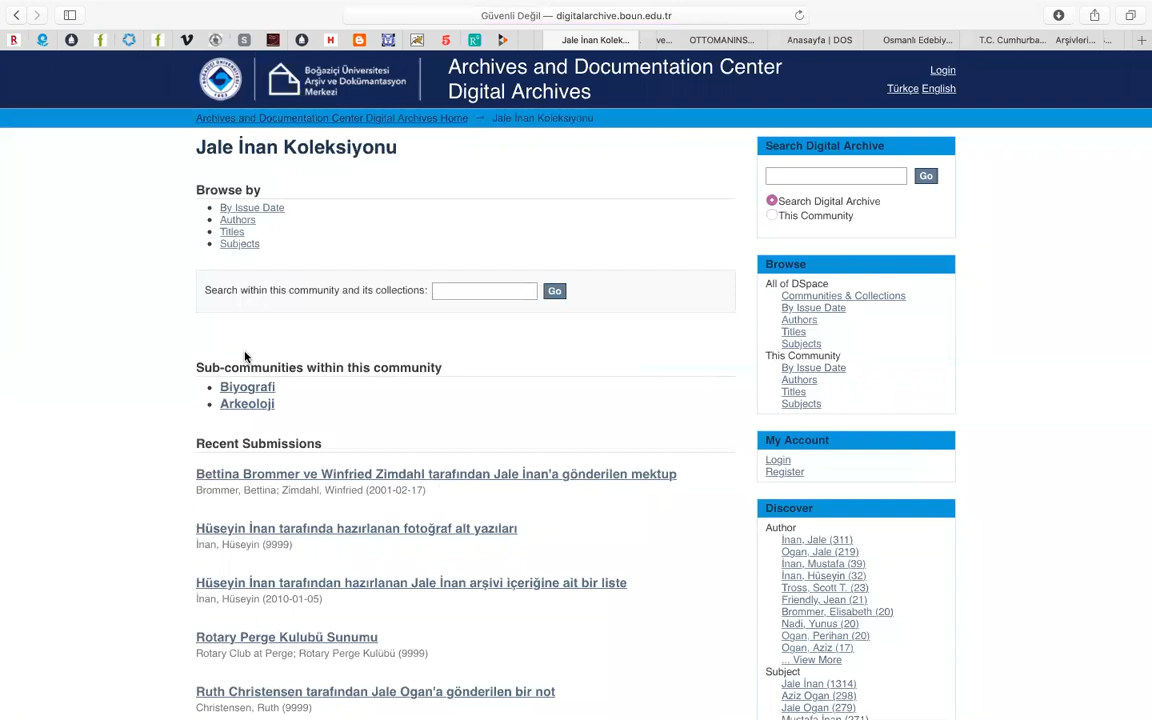 Güvenli Değil — digitalarchive.boun.edu.tr
Jale İnan Kolek...
ve...
OTTOMANINS...
Anasayfa | DOS
Osmanlı Edebiy...
T.C. Cumhurba...
Arşivleri...
Boğaziçi Üniversitesi
Arşiv ve Dokümantasyon
Merkezi
Archives and Documentation Center
Digital Archives
Login
Türkçe English
Archives and Documentation Center Digital Archives Home → Jale İnan Koleksiyonu
Jale İnan Koleksiyonu
Browse by
By Issue Date
Authors
Titles
Subjects
Search within this community and its collections: Go
Sub-communities within this community
Biyografi
Arkeoloji
Recent Submissions
Bettina Brommer ve Winfried Zimdahl tarafından Jale İnan'a gönderilen mektup
Brommer, Bettina; Zimdahl, Winfried (2001-02-17)
Hüseyin İnan tarafında hazırlanan fotoğraf alt yazıları
İnan, Hüseyin (9999)
Hüseyin İnan tarafından hazırlanan Jale İnan arşivi içeriğine ait bir liste
İnan, Hüseyin (2010-01-05)
Rotary Perge Kulubü Sunumu
Rotary Club at Perge; Rotary Perge Kulübü (9999)
Ruth Christensen tarafından Jale Ogan'a gönderilen bir not
Christensen, Ruth (9999)
Search Digital Archive
Go
Search Digital Archive
This Community
Browse
All of DSpace
Communities & Collections
By Issue Date
Authors
Titles
Subjects
This Community
By Issue Date
Authors
Titles
Subjects
My Account
Login
Register
Discover
Author
İnan, Jale (311)
Ogan, Jale (219)
İnan, Mustafa (39)
İnan, Hüseyin (32)
Tross, Scott T. (23)
Friendly, Jean (21)
Brommer, Elisabeth (20)
Nadi, Yunus (20)
Ogan, Perihan (20)
Ogan, Aziz (17)
... View More
Subject
Jale İnan (1314)
Aziz Ogan (298)
Jale Ogan (279)
Mustafa İnan (271)